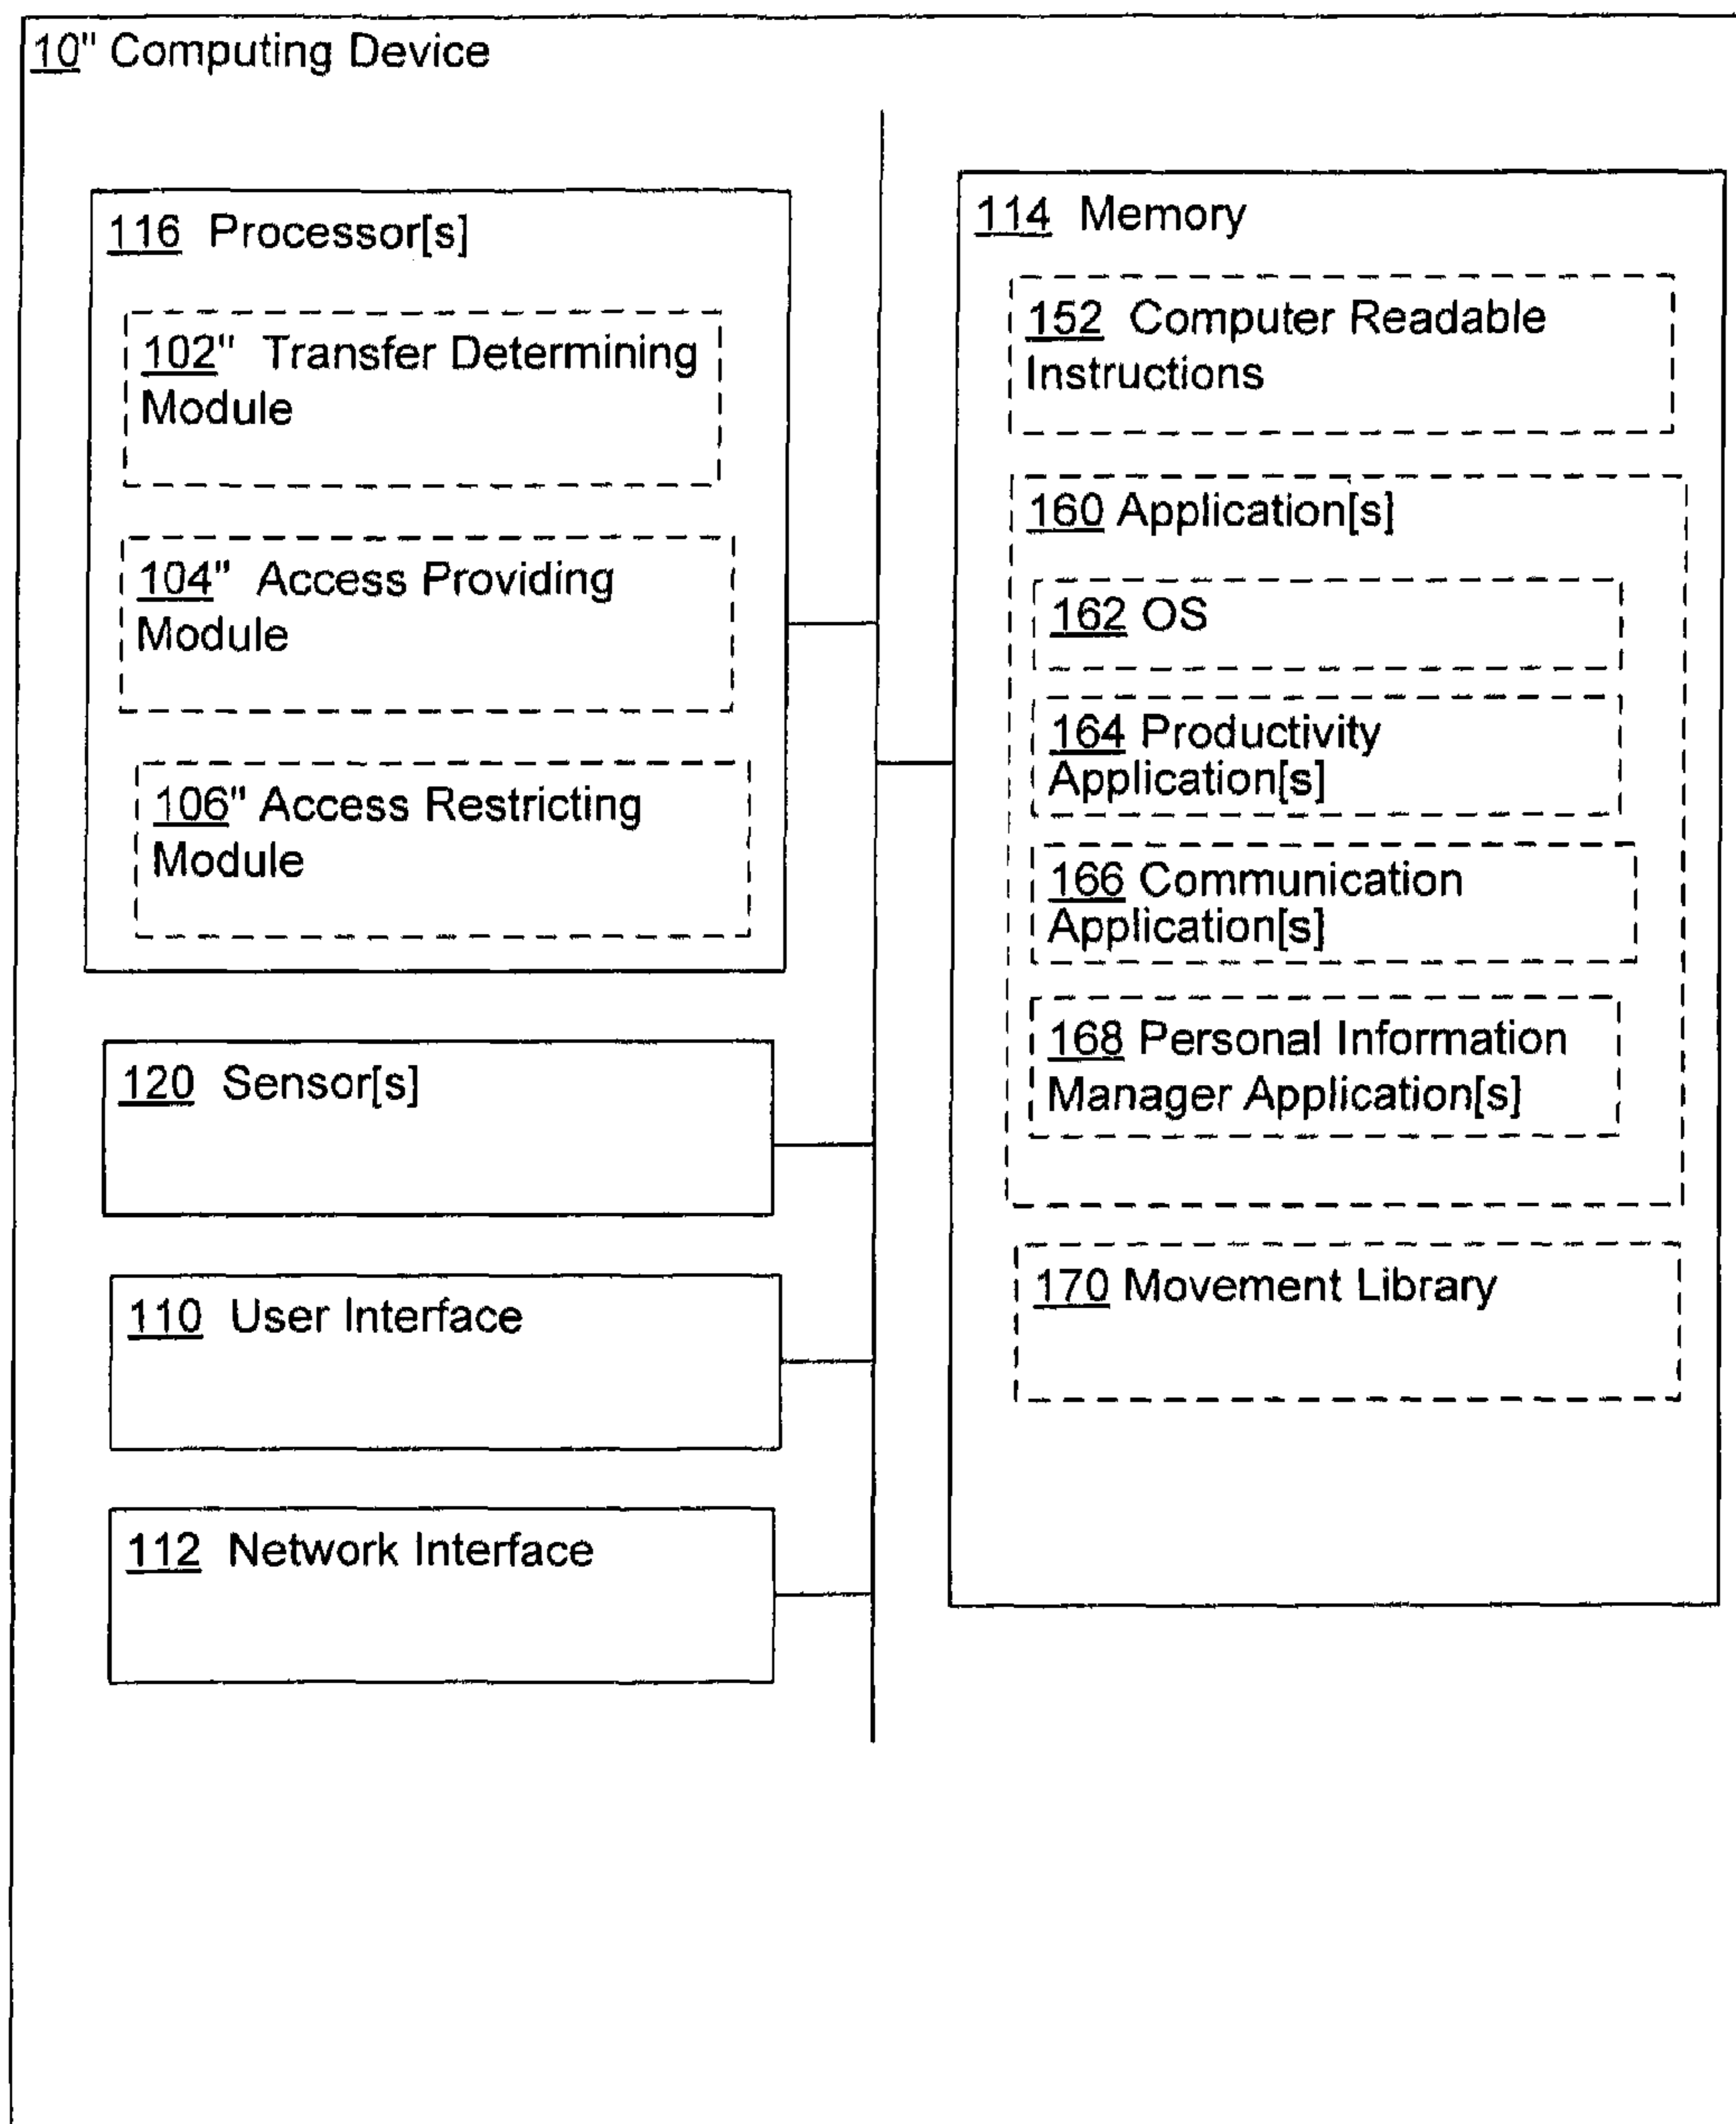 10" Computing Device
116 Processor[s]
102" Transfer Determining
Module
104" Access Providing
Module
106" Access Restricting
Module
120 Sensor[s]
110 User Interface
112 Network Interface
114 Memory
152 Computer Readable
Instructions
160 Application[s]
162 OS
164 Productivity
Application[s]
166 Communication
Application[s]
168 Personal Information
Manager Application[s]
170 Movement Library